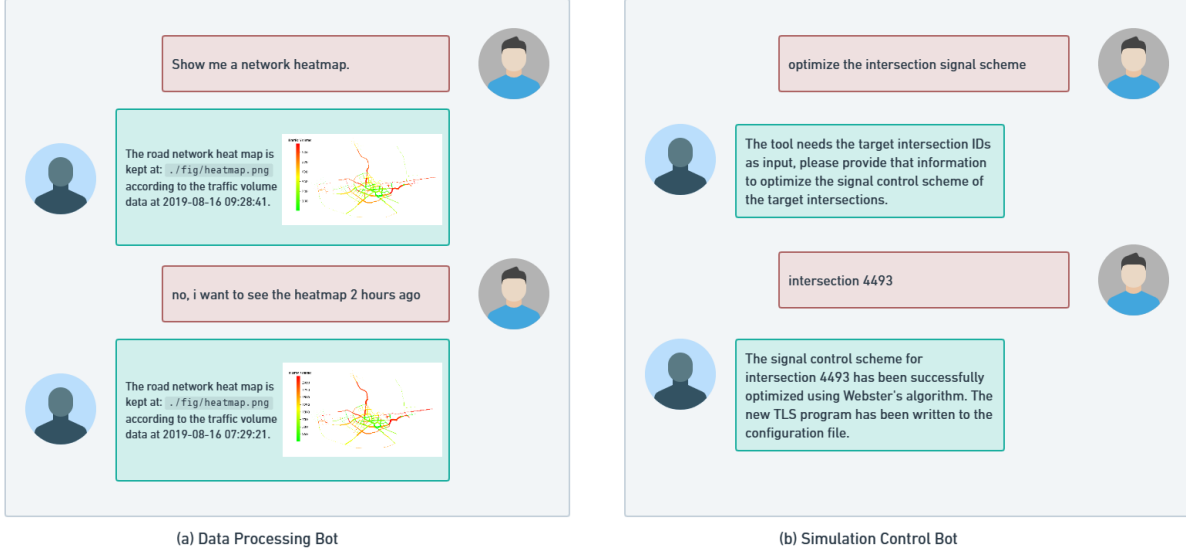 Show me a network heatmap.
The road network heat map is
kept at: ./fig/heatmap.png
according to the traffic volume
data at 2019-08-16 09:28:41.
no, i want to see the heatmap 2 hours ago
The road network heat map is
kept at: ./fig/heatmap.png
according to the traffic volume
data at 2019-08-16 07:29:21.
(a) Data Processing Bot
optimize the intersection signal scheme
The tool needs the target intersection IDs
as input, please provide that information
to optimize the signal control scheme of
the target intersections.
intersection 4493
The signal control scheme for
intersection 4493 has been successfully
optimized using Webster's algorithm. The
new TLS program has been written to the
configuration file.
(b) Simulation Control Bot